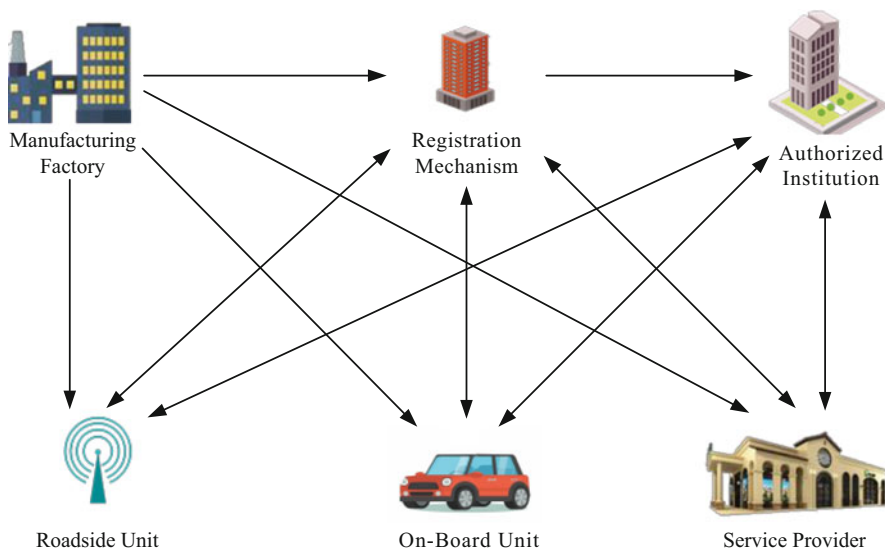 Manufacturing
Factory
Registration
Mechanism
Authorized
Institution
Roadside Unit
On-Board Unit
Service Provider